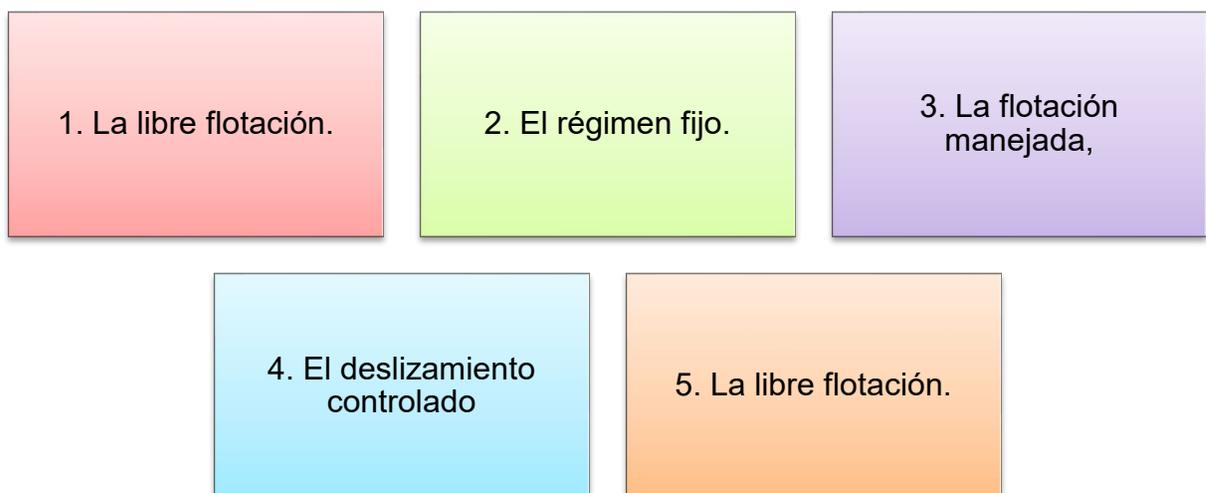 1. La libre flotación.
2. El régimen fijo.
3. La flotación
manejada,
4. El deslizamiento
controlado
5. La libre flotación.